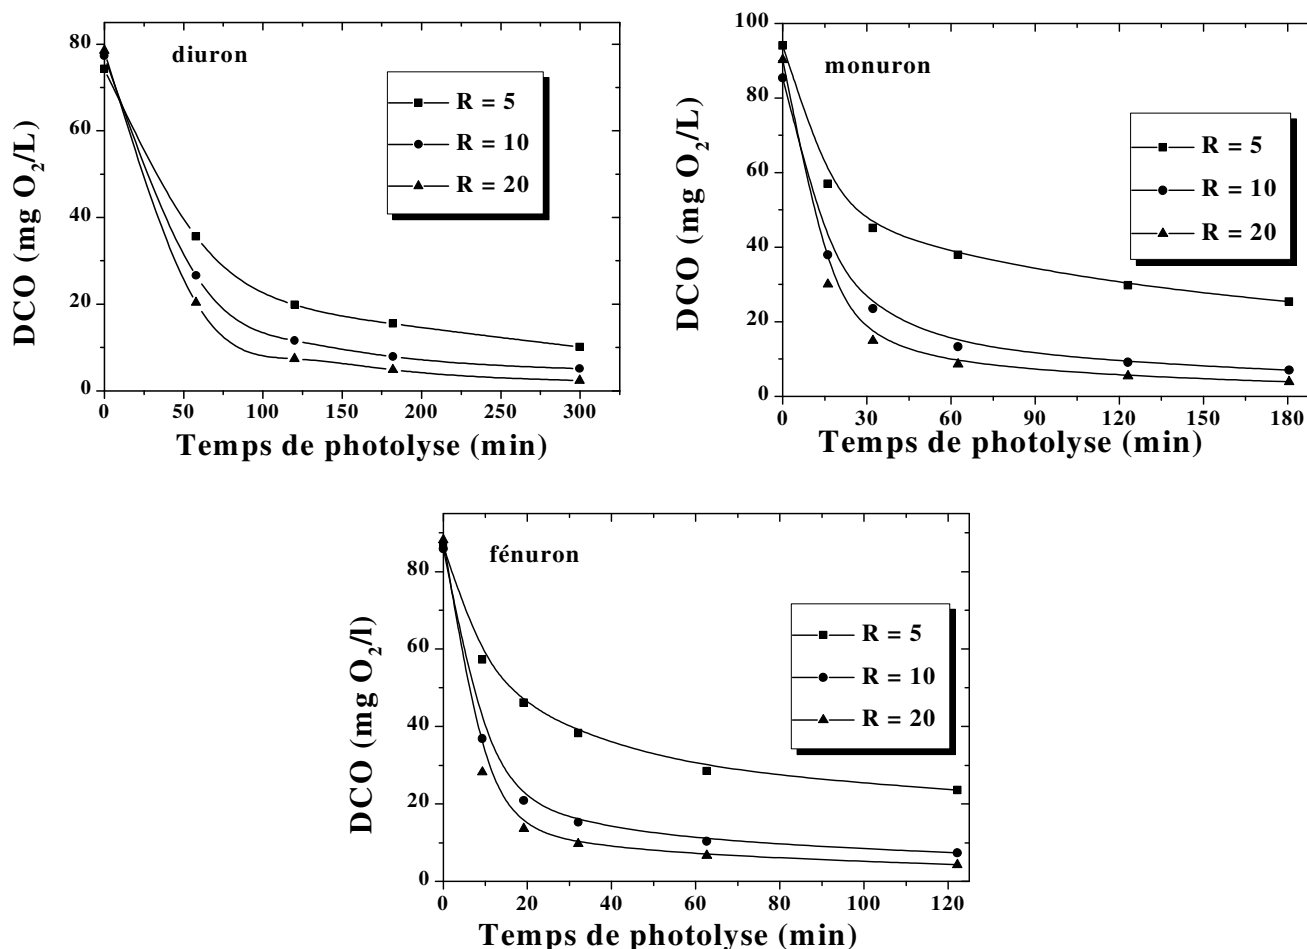 diuron
R = 5
R = 10
R = 20
DCO (mg O2/L)
80
60
40
20
0
0 50 100 150 200 250 300
Temps de photolyse (min)
monuron
R = 5
R = 10
R = 20
DCO (mg O2/L)
100
80
60
40
20
0
0 30 60 90 120 150 180
Temps de photolyse (min)
fénuron
R = 5
R = 10
R = 20
DCO (mg O2/l)
80
60
40
20
0
0 20 40 60 80 100 120
Temps de photolyse (min)